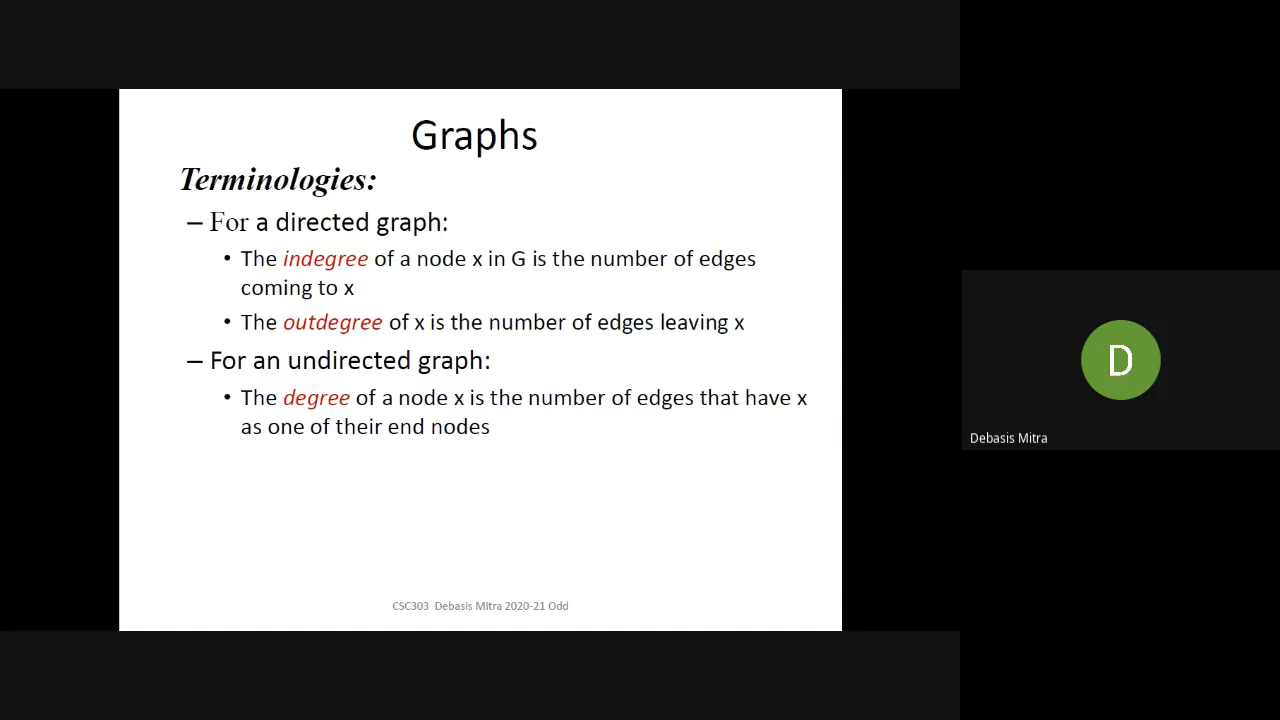 Graphs
Terminologies:
– For a directed graph:
• The indegree of a node x in G is the number of edges
coming to x
• The outdegree of x is the number of edges leaving x
– For an undirected graph:
• The degree of a node x is the number of edges that have x
as one of their end nodes
CSC303 Debasis Mitra 2020-21 Odd
D
Debasis Mitra